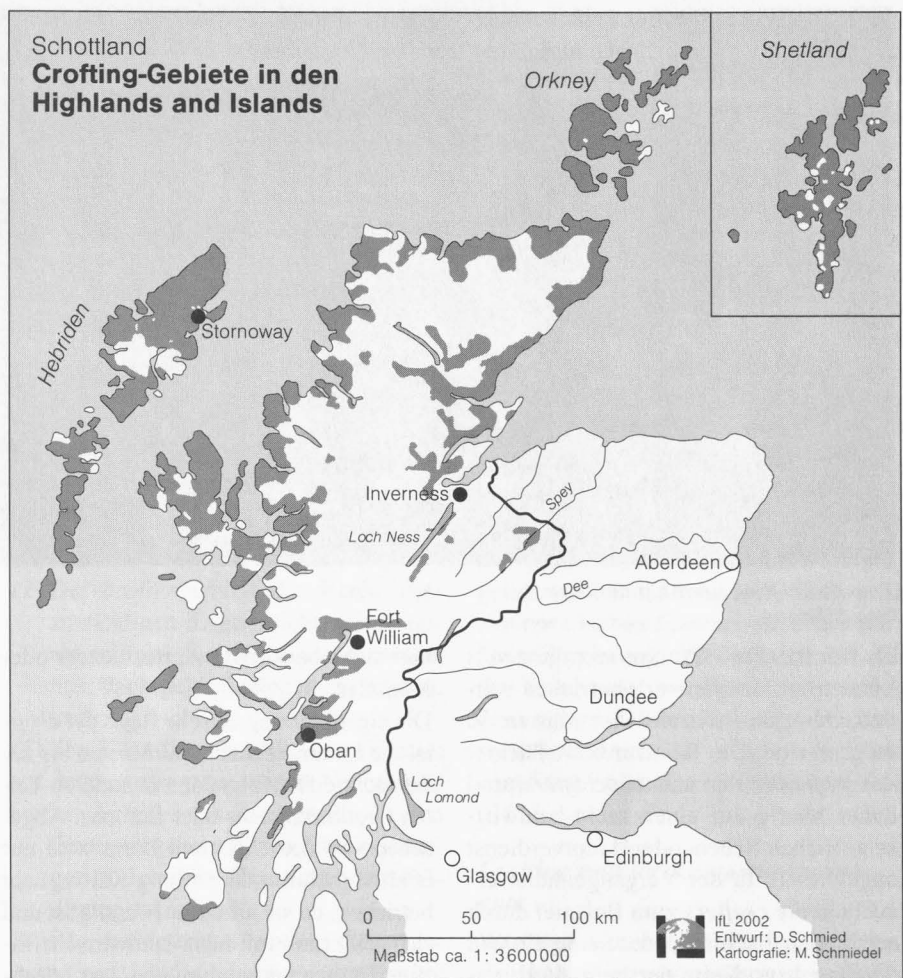 Schottland
Crofting-Gebiete in den
Highlands and Islands
Orkney
Shetland
Hebriden
Stornoway
Inverness
Loch Ness
Spey
Aberdeen
Dee
Fort
William
Dundee
Oban
Loch
Lomond
Edinburgh
Glasgow
0 50 100 km
Maßstab ca. 1: 3600000
IIL 2002
Entwurf: D. Schmied
Kartografie: M. Schmiedel